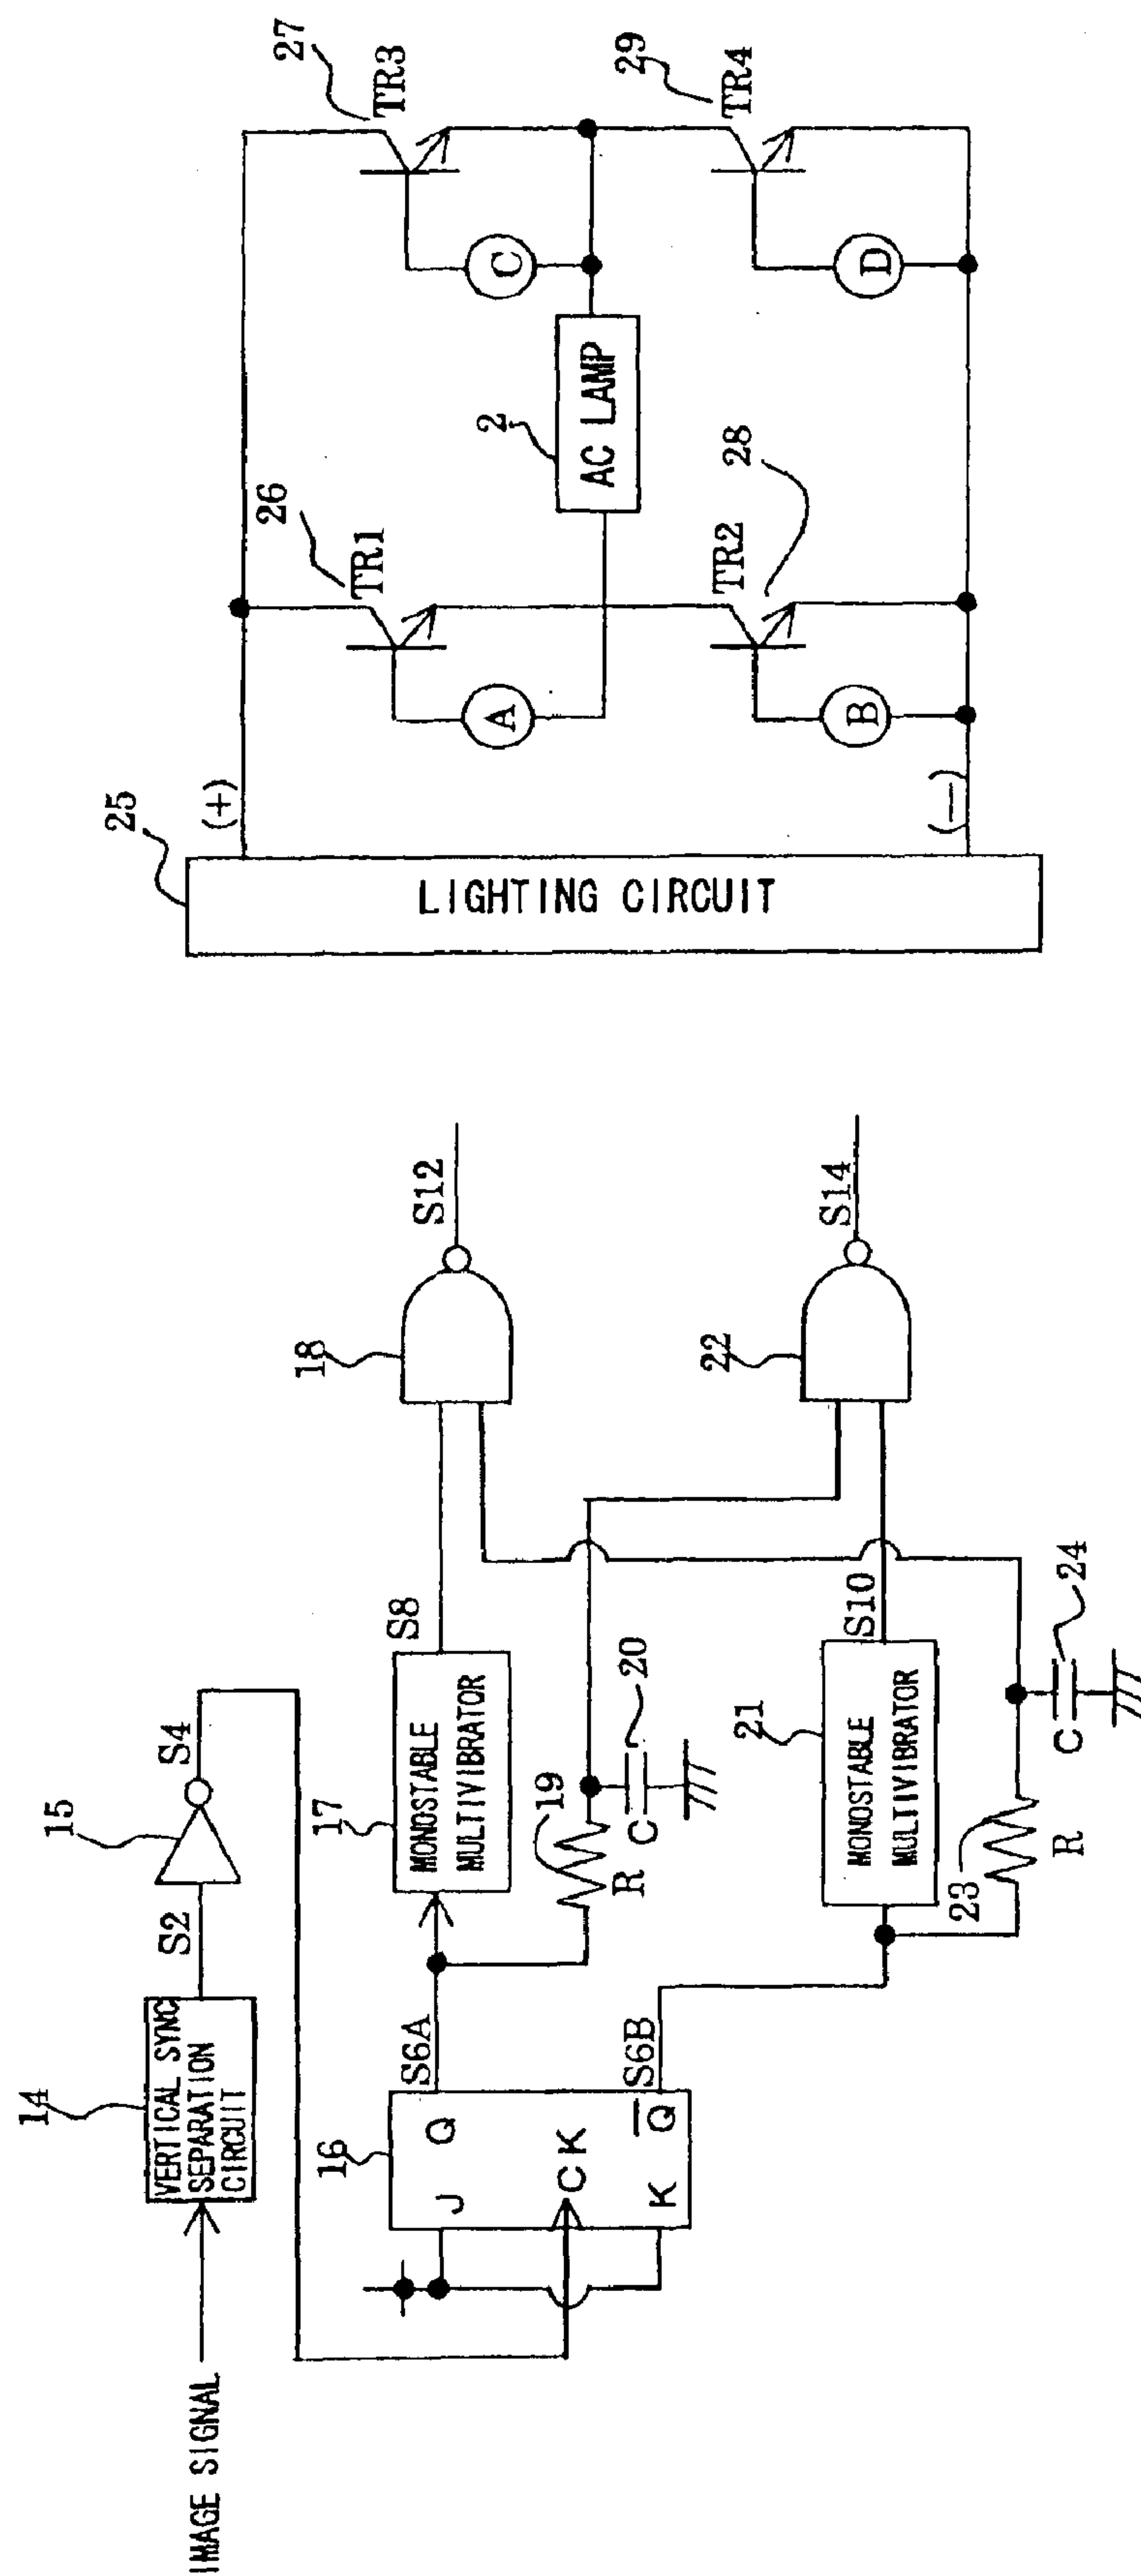 IMAGE SIGNAL
14
VERTICAL SYNC
SEPARATION
CIRCUIT
S2
15
S4
16
J
Q
CK
K
Q̅
S6A
S6B
17
MONOSTABLE
MULTIVIBRATOR
S8
19
R
C
20
21
MONOSTABLE
MULTIVIBRATOR
S10
23
R
C
24
18
S12
22
S14
25
LIGHTING CIRCUIT
(+)
(—)
26
TR1
A
TR2
28
B
2
AC LAMP
27
TR3
C
29
TR4
D